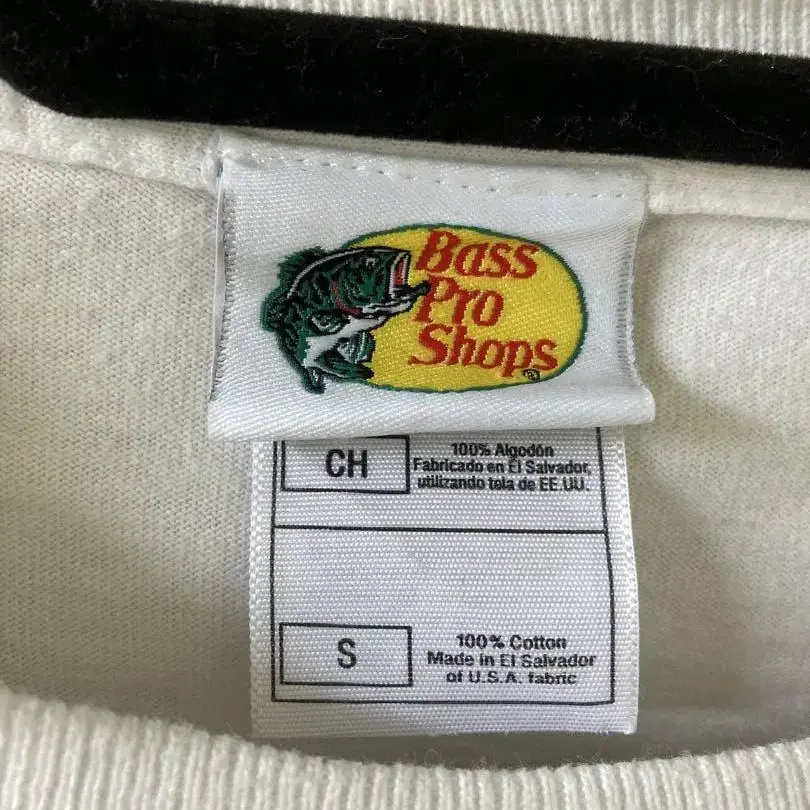 Bass
Pro
Shops
®
CH
100% Algodón
Fabricado en El Salvador,
utilizando tela de EE.UU.
S
100% Cotton
Made in El Salvador
of U.S.A. fabric